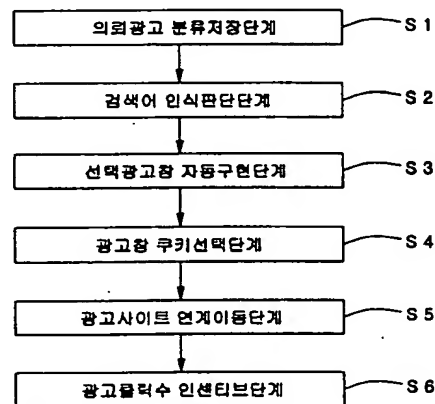 의뢰광고 분류저장단계 S 1
검색어 인식판단단계 S 2
선택광고창 자동구현단계 S 3
광고창 쿠키선택단계 S 4
광고사이트 연계이동단계 S 5
광고클릭수 인센티브단계 S 6